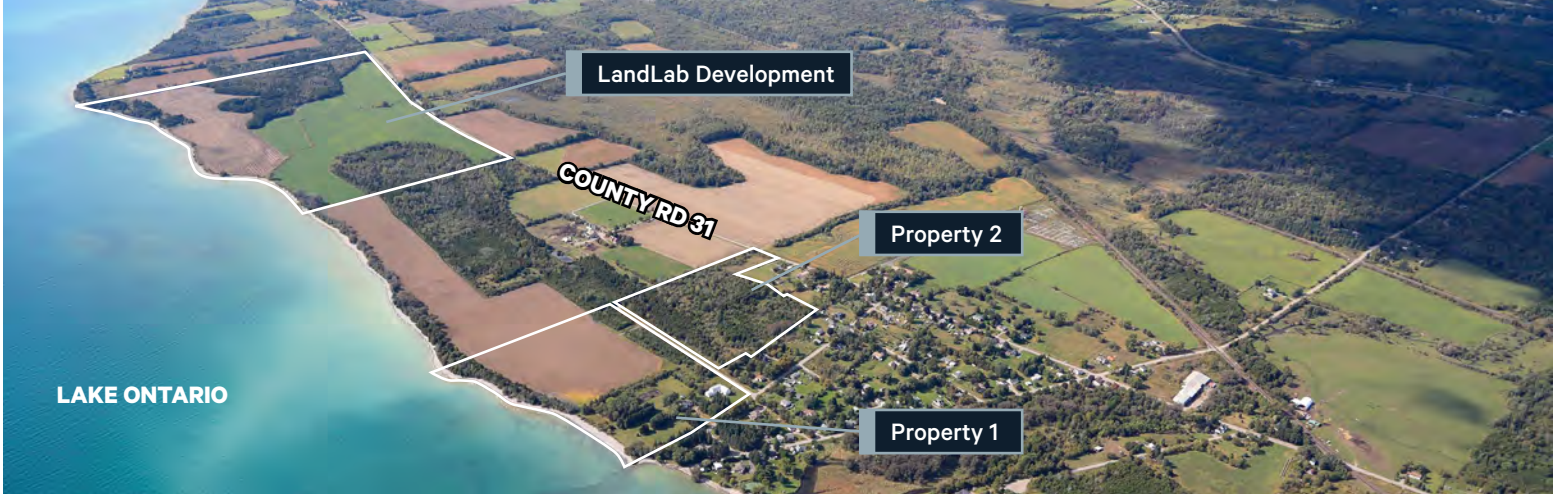 LandLab Development
COUNTY RD 31
Property 2
LAKE ONTARIO
Property 1